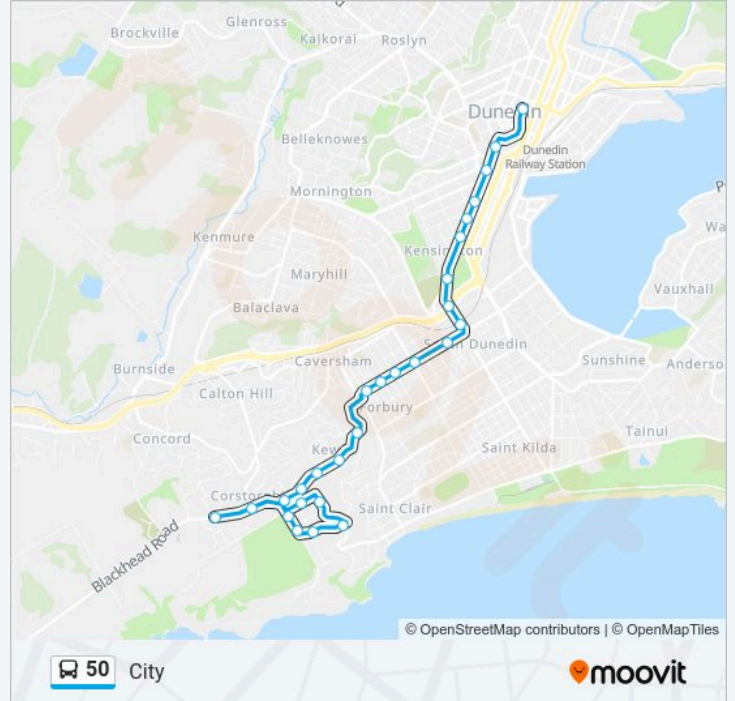 Glenross
Brockville
Kaikorai
Roslyn
Dunedin
Belleknowes
Dunedin
Railway Station
Mornington
Kenmure
Kensington
Wa
Maryhill
Vauxhall
Balaclava
South Dunedin
Caversham
Sunshine
Anderso
Burnside
Calton Hill
Forbury
Concord
Tainui
Kew
Saint Kilda
Corstorph
Saint Clair
Blackhead Road
© OpenStreetMap contributors | © OpenMapTiles
50 City
moovit